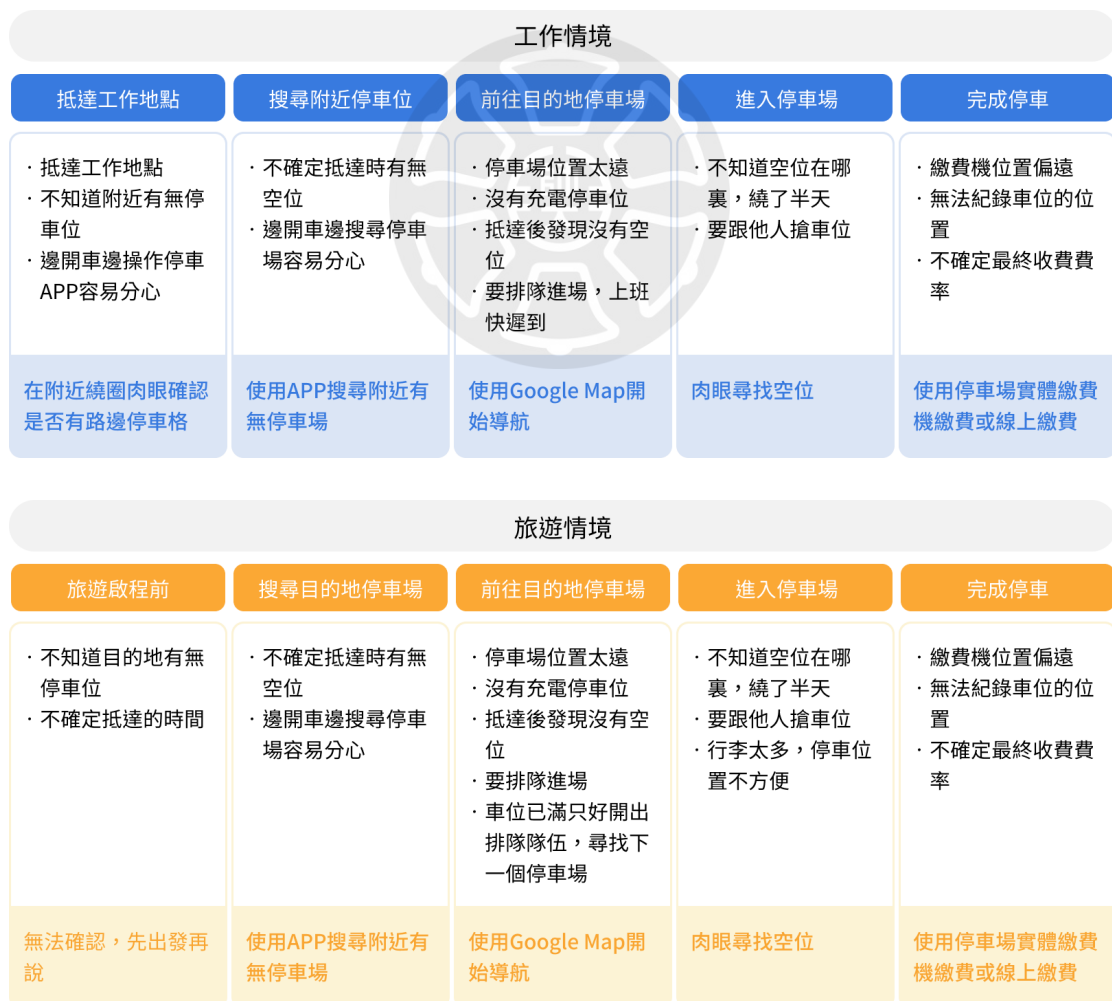 工作情境
抵達工作地點
搜尋附近停車位
前往目的地停車場
進入停車場
完成停車
· 抵達工作地點
· 不知道附近有無停
車位
· 邊開車邊操作停車
APP容易分心
· 不確定抵達時有無
空位
· 邊開車邊搜尋停車
場容易分心
· 停車場位置太遠
· 沒有充電停車位
· 抵達後發現沒有空
位
· 要排隊進場，上班
快遲到
· 不知道空位在哪
裏，繞了半天
· 要跟他人搶車位
· 繳費機位置偏遠
· 無法紀錄車位的位
置
· 不確定最終收費費
率
在附近繞圈肉眼確認
是否有路邊停車格
使用APP搜尋附近有
無停車場
使用Google Map開
始導航
肉眼尋找空位
使用停車場實體繳費
機繳費或線上繳費
旅遊情境
旅遊啟程前
搜尋目的地停車場
前往目的地停車場
進入停車場
完成停車
· 不知道目的地有無
停車位
· 不確定抵達的時間
· 不確定抵達時有無
空位
· 邊開車邊搜尋停車
場容易分心
· 停車場位置太遠
· 沒有充電停車位
· 抵達後發現沒有空
位
· 要排隊進場
· 車位已滿只好開出
排隊隊伍，尋找下
一個停車場
· 不知道空位在哪
裏，繞了半天
· 要跟他人搶車位
· 行李太多，停車位
置不方便
· 繳費機位置偏遠
· 無法紀錄車位的位
置
· 不確定最終收費費
率
無法確認，先出發再
說
使用APP搜尋附近有
無停車場
使用Google Map開
始導航
肉眼尋找空位
使用停車場實體繳費
機繳費或線上繳費